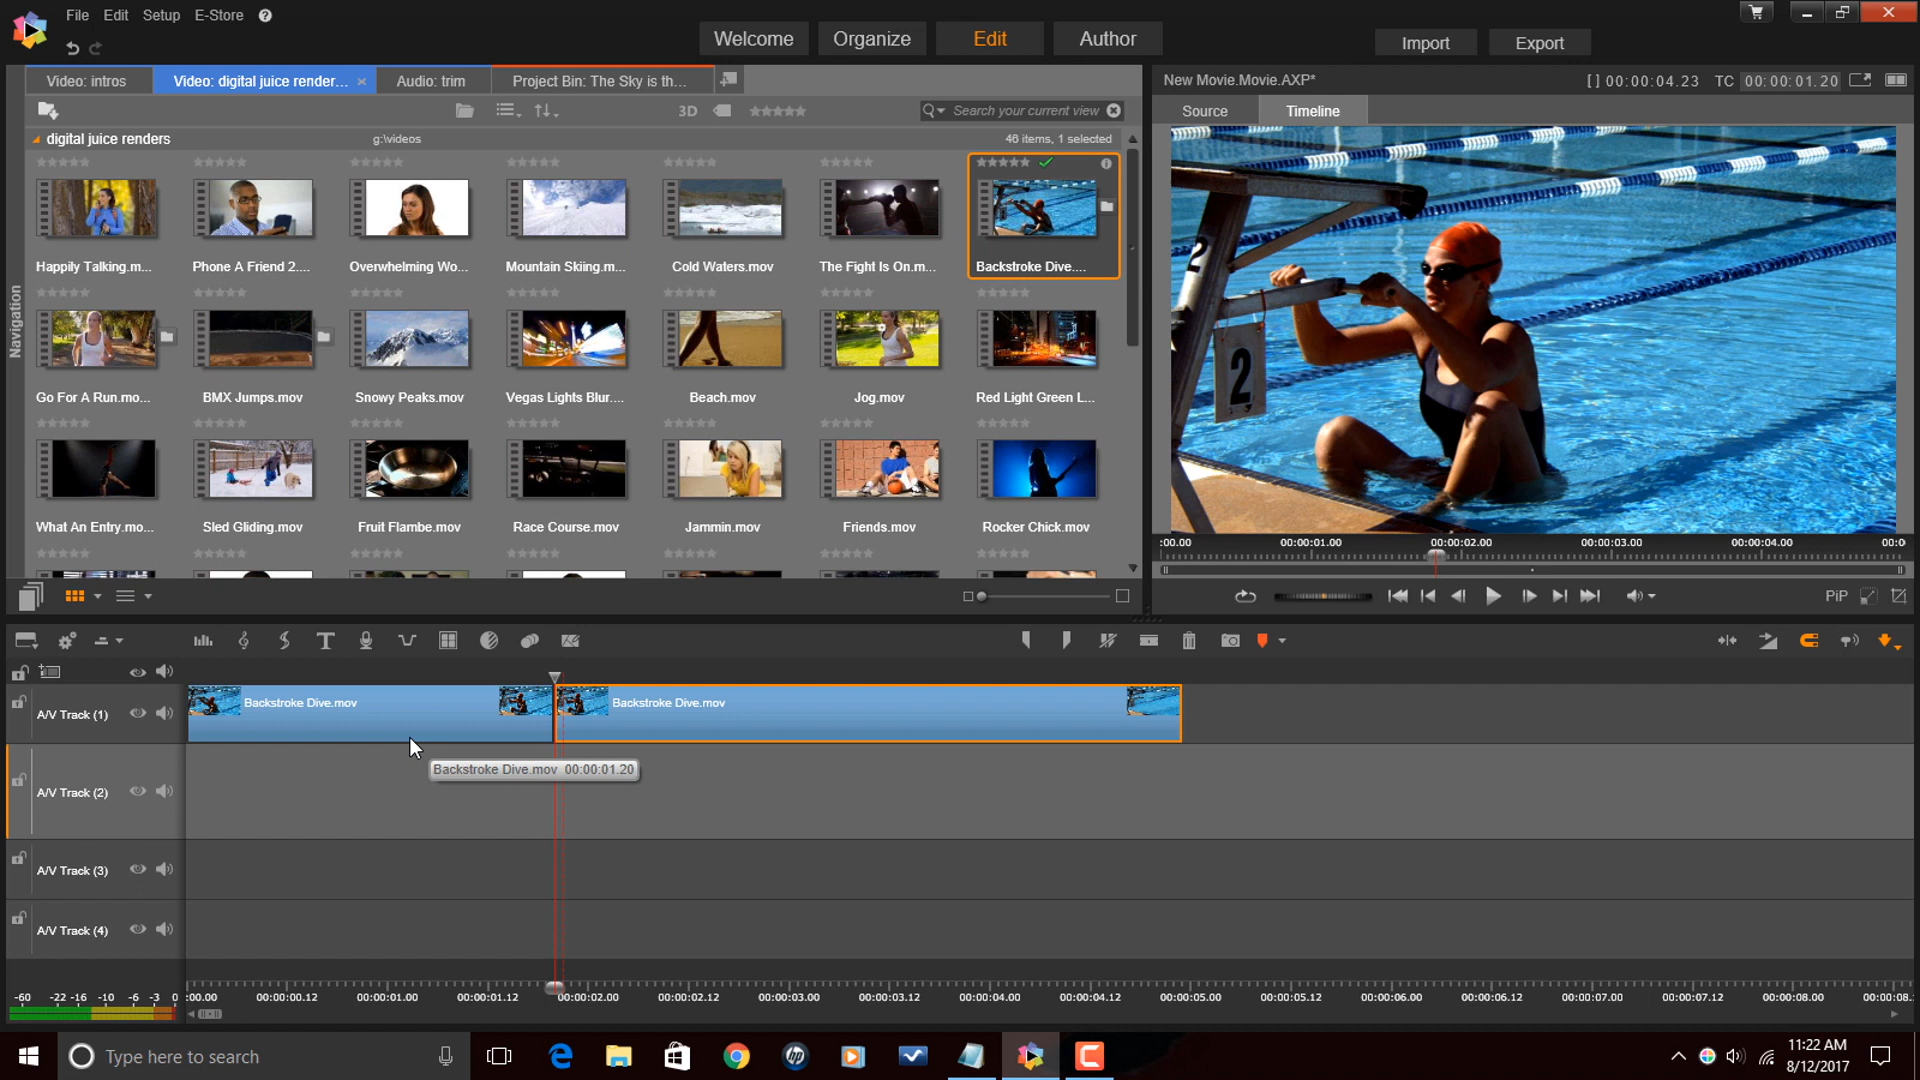 File Edit Setup E-Store ?
Welcome Organize Edit Author Import Export
Video: intros Video: digital juice render... × Audio: trim Project Bin: The Sky is th...
3D Search your current view
digital juice renders g:\videos 46 items, 1 selected
Happily Talking.m... Phone A Friend 2.... Overwhelming Wo... Mountain Skiing.m... Cold Waters.mov The Fight Is On.m... Backstroke Dive....
Go For A Run.mo... BMX Jumps.mov Snowy Peaks.mov Vegas Lights Blur.... Beach.mov Jog.mov Red Light Green L...
What An Entry.mo... Sled Gliding.mov Fruit Flambe.mov Race Course.mov Jammin.mov Friends.mov Rocker Chick.mov
Navigation
New Movie.Movie.AXP* [ ] 00:00:04.23 TC 00:00:01.20
Source Timeline
2
2
:00.00 00:00:01.00 00:00:02.00 00:00:03.00 00:00:04.00 00:0
PiP
A/V Track (1) Backstroke Dive.mov Backstroke Dive.mov
Backstroke Dive.mov 00:00:01.20
A/V Track (2)
A/V Track (3)
A/V Track (4)
-60 -22 -16 -10 -6 -3 0 :00.00 00:00:00.12 00:00:01.00 00:00:01.12 00:00:02.00 00:00:02.12 00:00:03.00 00:00:03.12 00:00:04.00 00:00:04.12 00:00:05.00 00:00:05.12 00:00:06.00 00:00:06.12 00:00:07.00 00:00:07.12 00:00:08.00 00:00:08.
Type here to search hp 11:22 AM
8/12/2017